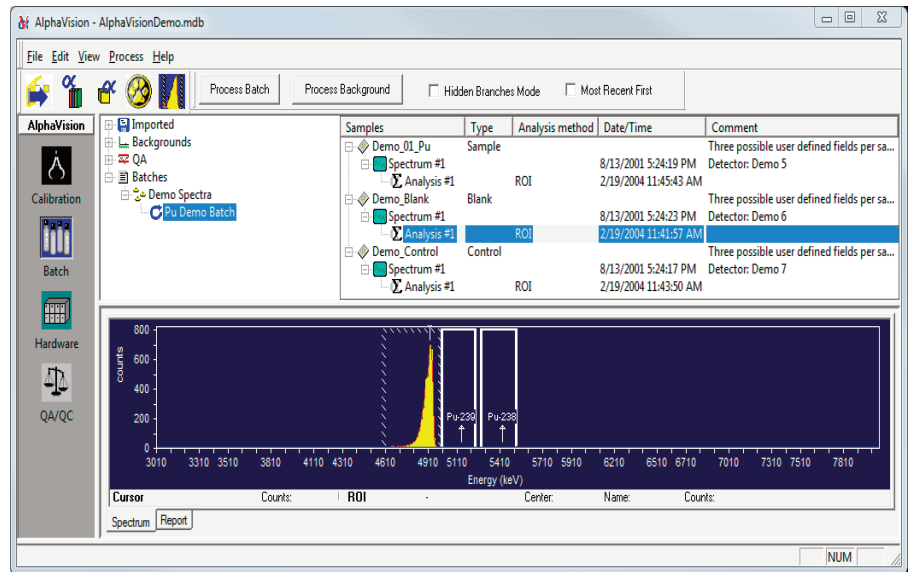 AlphaVision - AlphaVisionDemo.mdb
File Edit View Process Help
Process Batch Process Background Hidden Branches Mode Most Recent First
AlphaVision
Calibration
Batch
Hardware
QA/QC
Imported
Backgrounds
QA
Batches
Demo Spectra
Pu Demo Batch
Samples Type Analysis method Date/Time Comment
Demo_01_Pu Sample Three possible user defined fields per sa...
Spectrum #1 8/13/2001 5:24:19 PM Detector: Demo 5
Analysis #1 ROI 2/19/2004 11:45:43 AM
Demo_Blank Blank Three possible user defined fields per sa...
Spectrum #1 8/13/2001 5:24:23 PM Detector: Demo 6
Analysis #1 ROI 2/19/2004 11:41:57 AM
Demo_Control Control Three possible user defined fields per sa...
Spectrum #1 8/13/2001 5:24:17 PM Detector: Demo 7
Analysis #1 ROI 2/19/2004 11:43:50 AM
counts
800
600
400
200
0
Pu-239 Pu-238
3010 3310 3510 3810 4110 4310 4610 4910 5110 5410 5710 5910 6210 6510 6710 7010 7310 7510 7810
Energy (keV)
Cursor Counts: ROI - Center: Name: Counts:
Spectrum Report
NUM